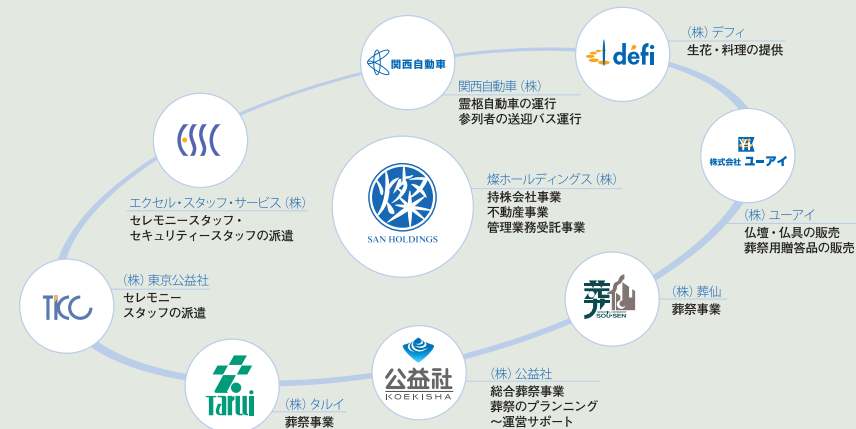 関西自動車
関西自動車（株）
霊柩自動車の運行
参列者の送迎バス運行
défi
（株）デフィ
生花・料理の提供
ESSC
エクセル・スタッフ・サービス（株）
セレモニースタッフ・
セキュリティースタッフの派遣
燦
SAN HOLDINGS
燦ホールディングス（株）
持株会社事業
不動産事業
管理業務受託事業
株式会社 ユーアイ
（株）ユーアイ
仏壇・仏具の販売
葬祭用贈答品の販売
TKC
（株）東京公益社
セレモニー
スタッフの派遣
葬仙
SOU-SEN
（株）葬仙
葬祭事業
Tarui
（株）タルイ
葬祭事業
公益社
KOEKISHA
（株）公益社
総合葬祭事業
葬祭のプランニング
～運営サポート